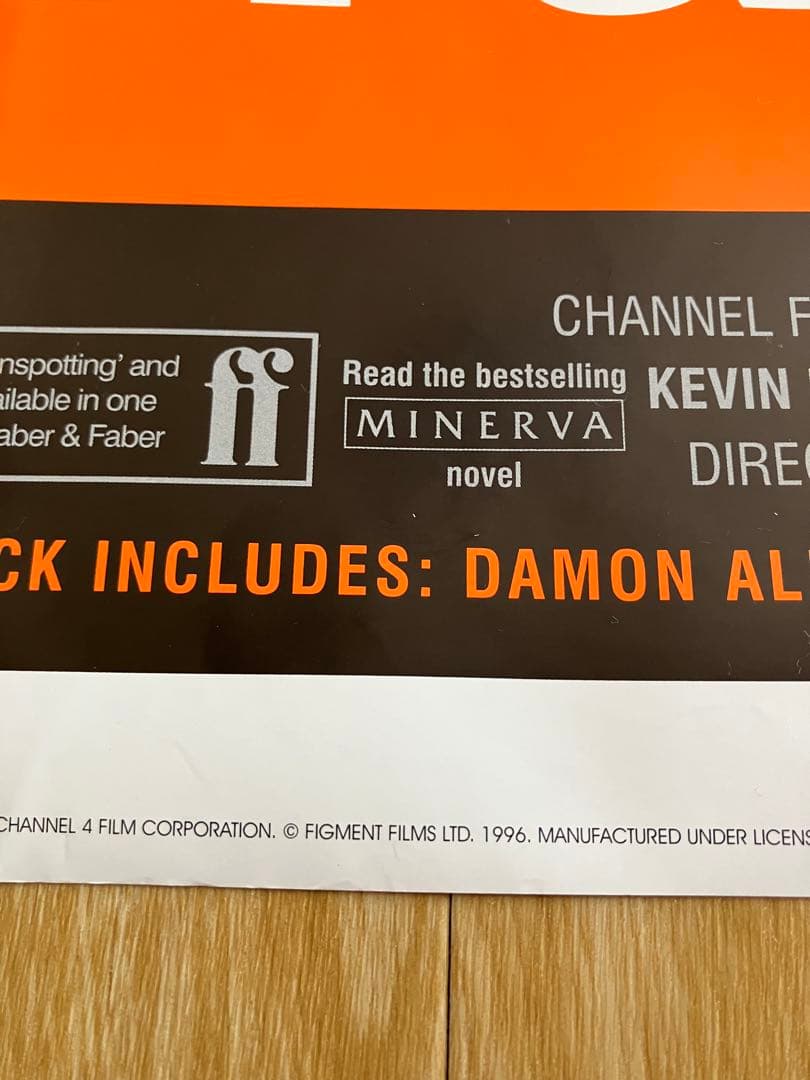 nspotting' and
ailable in one
aber & Faber
ff
Read the bestselling
MINERVA
novel
CHANNEL F
KEVIN
DIREC
CK INCLUDES: DAMON AL
CHANNEL 4 FILM CORPORATION. © FIGMENT FILMS LTD. 1996. MANUFACTURED UNDER LICENS